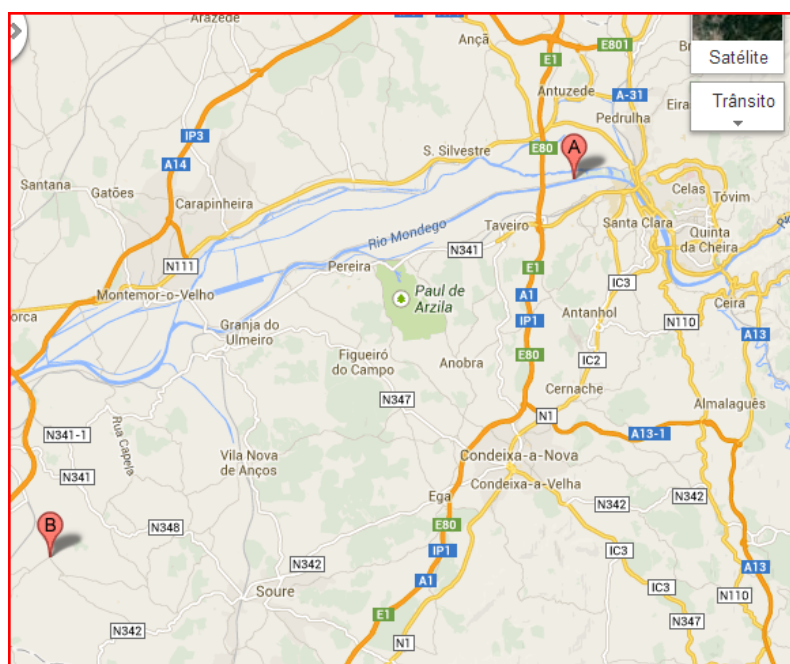 Arazede
Ançã
E801
E1
Satélite
Antuzede
A-31
Eira
Trânsito
Pedrulha
IP3
E80
A
S. Silvestre
A14
Santana
Gatões
Carapinheira
Celas
Tóvim
Taveiro
Santa Clara
Quinta
da Cheira
Rio Mondego
N341
N111
Pereira
E1
IC3
Montemor-o-Velho
Paul de
Arzila
A1
Ceira
orca
Antanhol
IP1
N110
Granja do
Ulmeiro
A13
Figueiró
do Campo
Anobra
E80
IC2
Cernache
N347
Almalaguês
Rua Capela
N1
N341-1
A13-1
Vila Nova
de Anços
Condeixa-a-Nova
N341
Condeixa-a-Velha
Ega
N342
N342
B
N348
E80
IP1
IC3
N342
A1
A13
Soure
IC3
N110
E1
N347
N342
N1